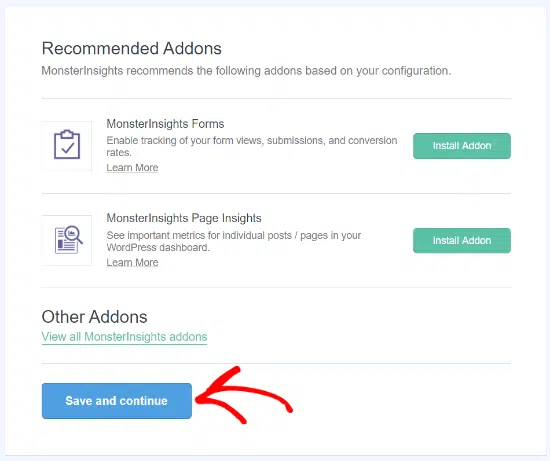 Recommended Addons
MonsterInsights recommends the following addons based on your configuration.
MonsterInsights Forms
Enable tracking of your form views, submissions, and conversion
rates.
Learn More
Install Addon
MonsterInsights Page Insights
See important metrics for individual posts / pages in your
WordPress dashboard.
Learn More
Install Addon
Other Addons
View all MonsterInsights addons
Save and continue